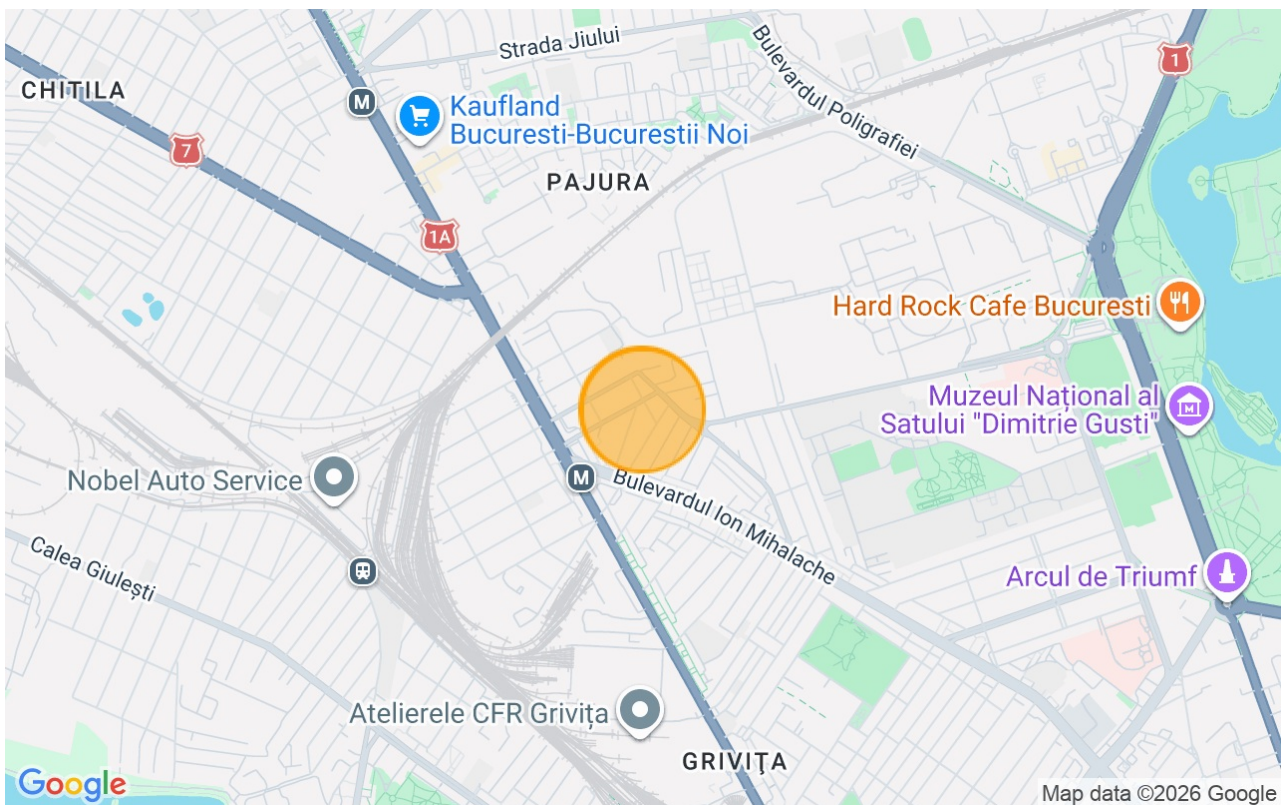 Strada Jiului
Bulevardul Poligrafiei
1
CHITILA
M
Kaufland
Bucuresti-Bucurestii Noi
7
PAJURA
1A
Hard Rock Cafe Bucuresti
Muzeul Național al
Satului "Dimitrie Gusti"
M
Nobel Auto Service
M
Bulevardul Ion Mihalache
Calea Giulești
Arcul de Triumf
Atelierele CFR Grivița
GRIVIŢA
Google
Map data ©2026 Google